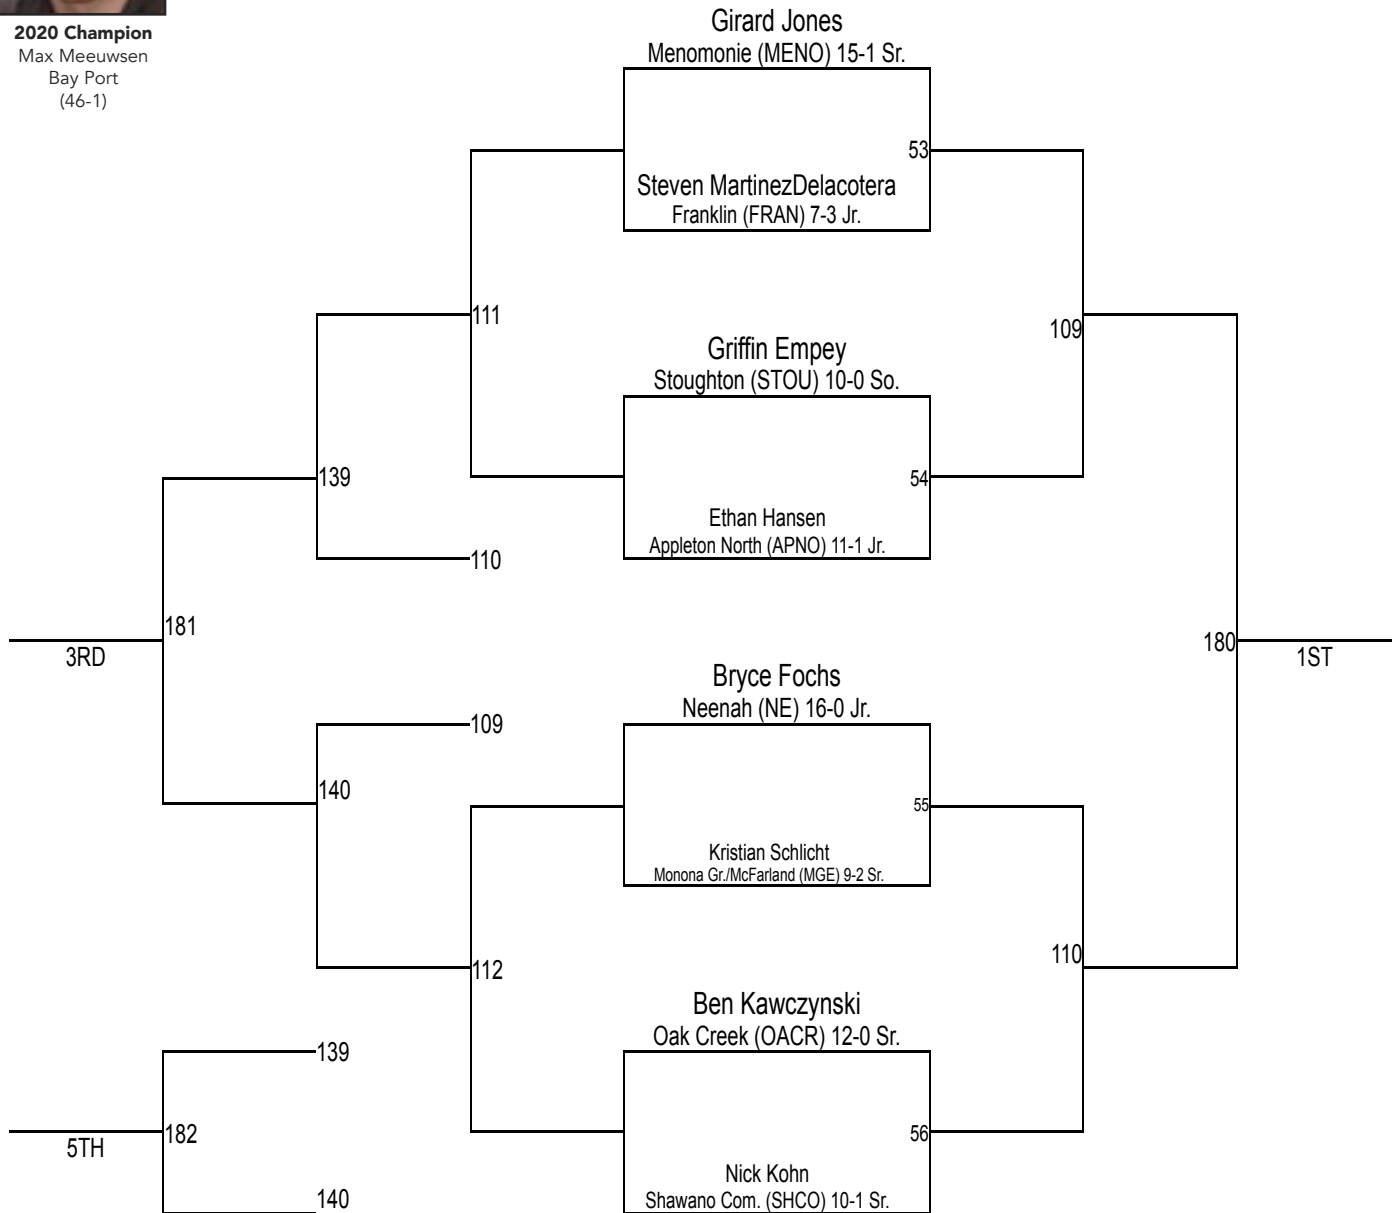 2020 Champion
Max Meeuwsen
Bay Port
(46-1)
Girard Jones
Menomonie (MENO) 15-1 Sr.
53
Steven MartinezDelacotera
Franklin (FRAN) 7-3 Jr.
111
109
Griffin Empey
Stoughton (STOU) 10-0 So.
139
54
Ethan Hansen
Appleton North (APNO) 11-1 Jr.
110
181
3RD
180
1ST
Bryce Fochs
Neenah (NE) 16-0 Jr.
109
140
55
Kristian Schlicht
Monona Gr./McFarland (MGE) 9-2 Sr.
112
110
Ben Kawczynski
Oak Creek (OACR) 12-0 Sr.
139
182
5TH
56
Nick Kohn
Shawano Com. (SHCO) 10-1 Sr.
140